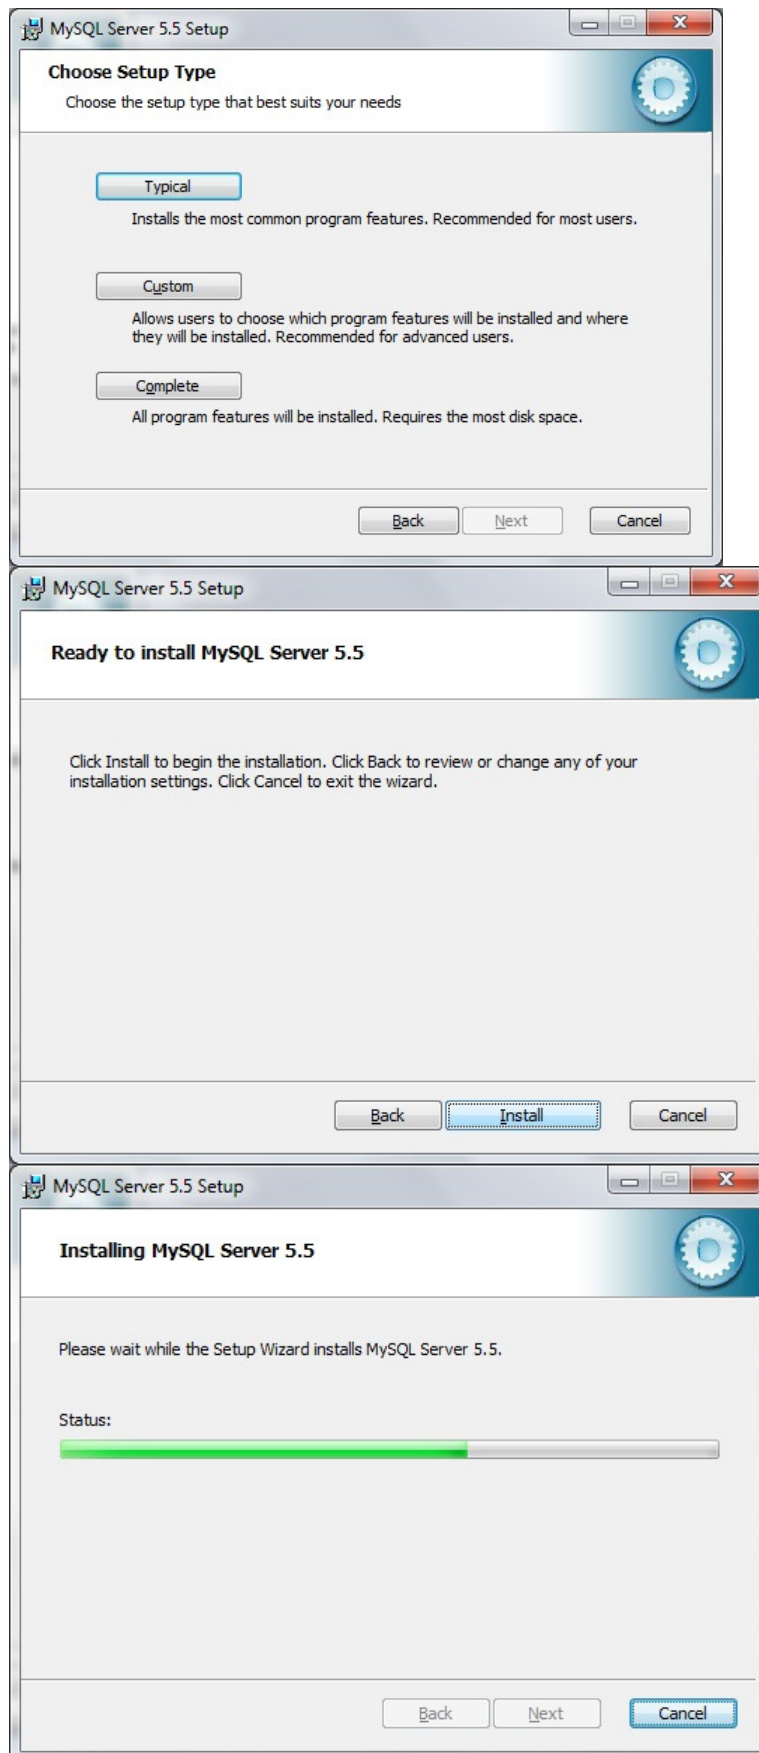 MySQL Server 5.5 Setup
Choose Setup Type
Choose the setup type that best suits your needs
Typical
Installs the most common program features. Recommended for most users.
Custom
Allows users to choose which program features will be installed and where
they will be installed. Recommended for advanced users.
Complete
All program features will be installed. Requires the most disk space.
Back Next Cancel
MySQL Server 5.5 Setup
Ready to install MySQL Server 5.5
Click Install to begin the installation. Click Back to review or change any of your
installation settings. Click Cancel to exit the wizard.
Back Install Cancel
MySQL Server 5.5 Setup
Installing MySQL Server 5.5
Please wait while the Setup Wizard installs MySQL Server 5.5.
Status:
Back Next Cancel